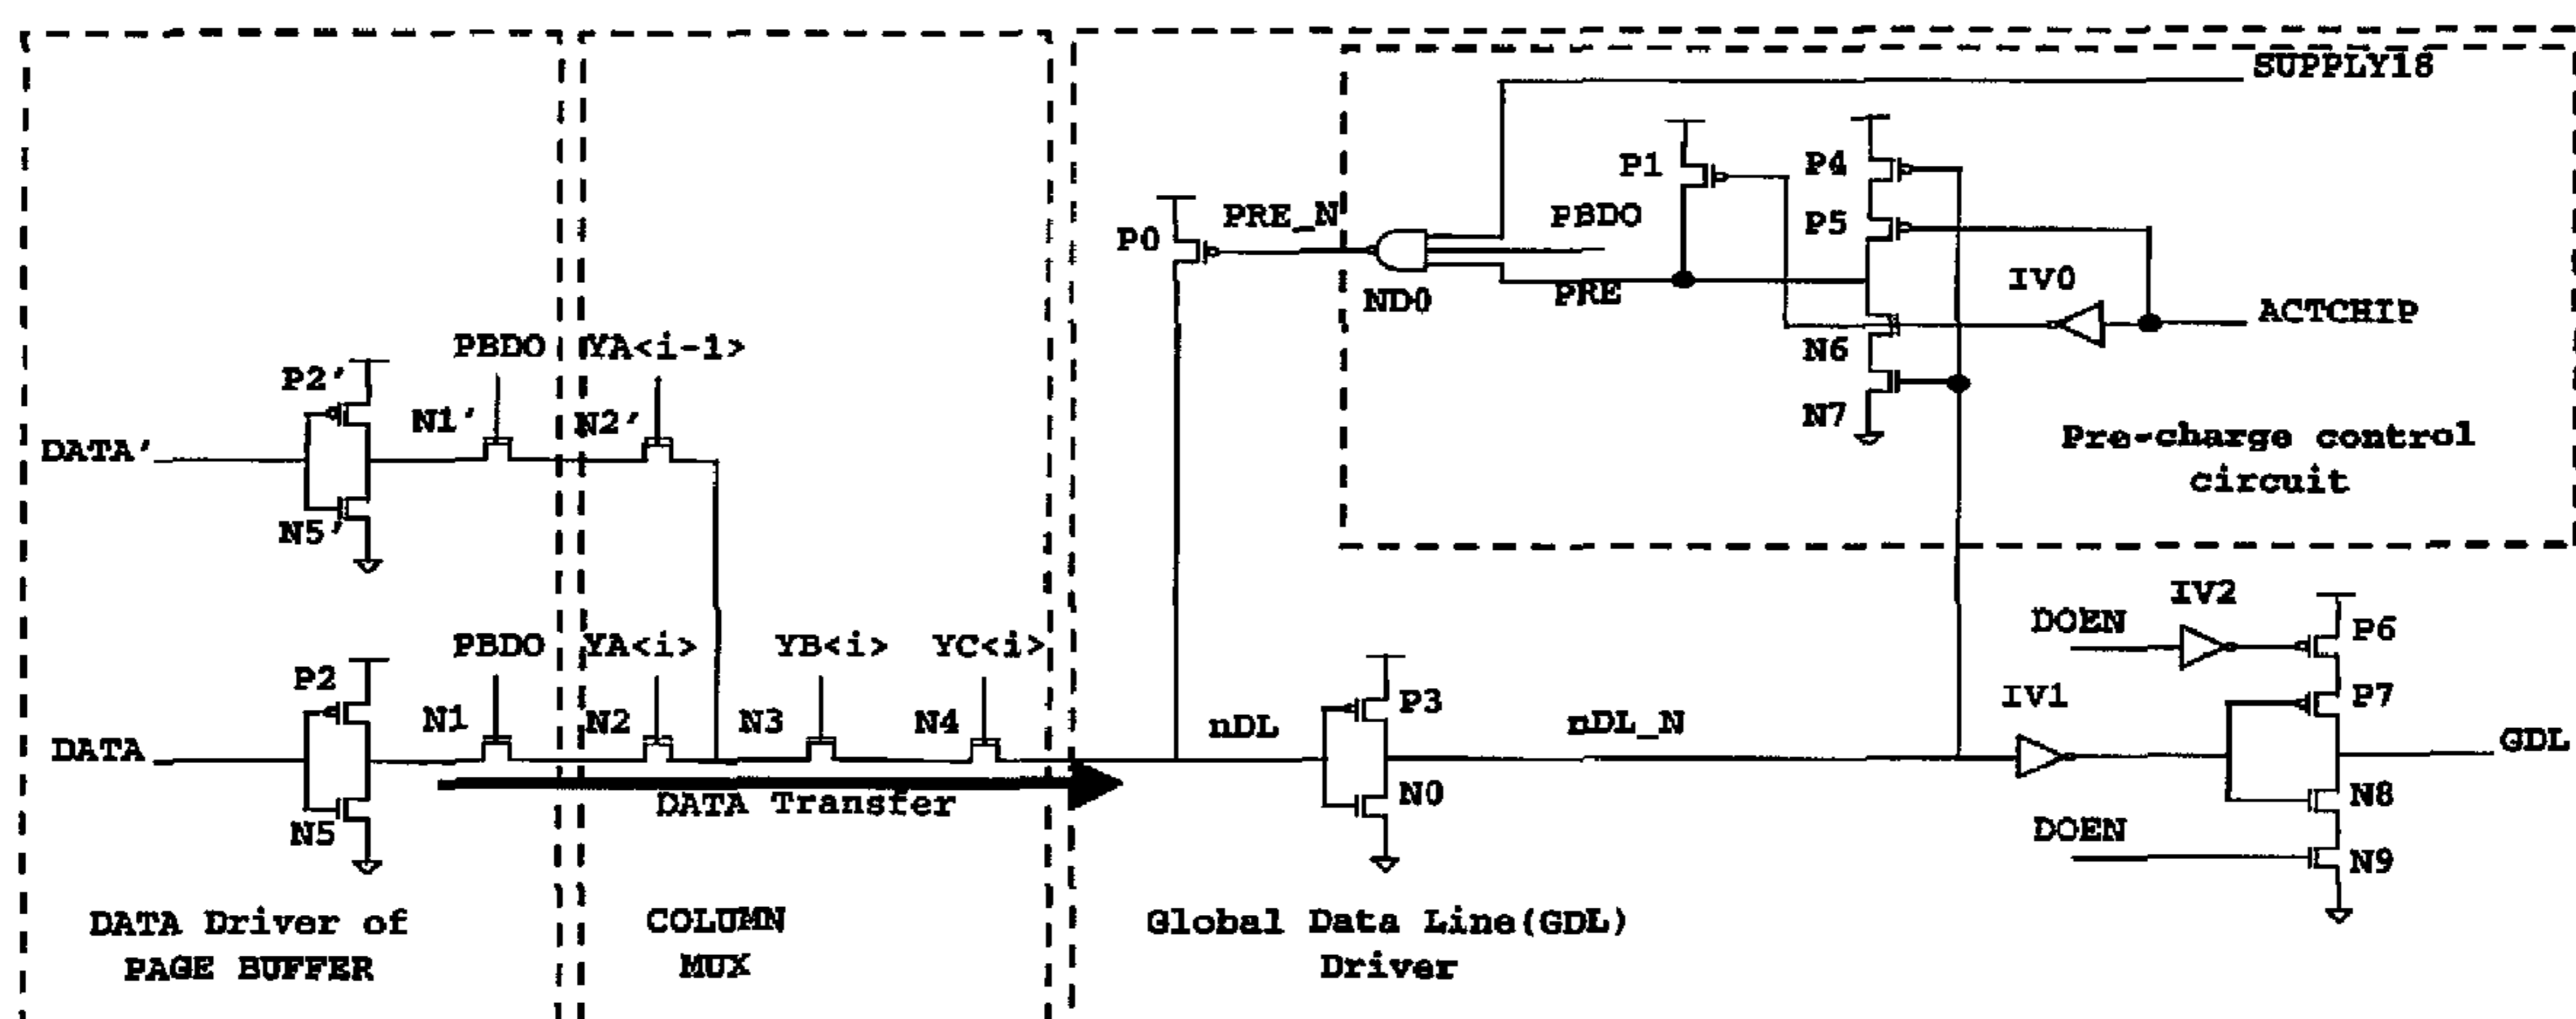 SUPPLY18
P1
P4
P0
PRE_N
PBDO
P5
ND0
PRE
IV0
ACTCHIP
N6
N7
Pre-charge control
circuit
PBDO
YA<i-1>
P2'
N1'
N2'
DATA'
N5'
PBDO
YA<i>
YB<i>
YC<i>
P2
N1
N2
N3
N4
DATA
N5
DATA Transfer
nDL
P3
N0
nDL_N
DOEN
IV2
P6
IV1
P7
GDL
N8
DOEN
N9
DATA Driver of
PAGE BUFFER
COLUMN
MUX
Global Data Line(GDL)
Driver